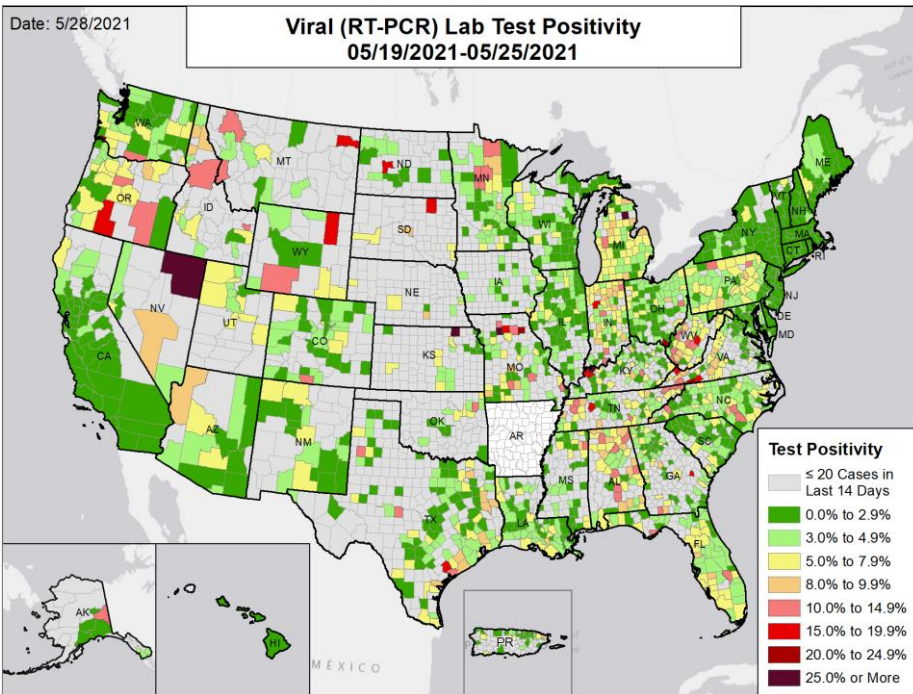 Date: 5/28/2021
Viral (RT-PCR) Lab Test Positivity
05/19/2021-05/25/2021
WA
MT
ND
MN
ME
OR
ID
WY
SD
WI
MI
VT
NH
NY
MA
CT
RI
NV
UT
NE
IA
PA
NJ
DE
MD
CA
CO
KS
MO
IL
IN
OH
WV
VA
KY
AZ
NM
OK
AR
TN
NC
SC
TX
LA
MS
AL
GA
FL
AK
HI
PR
MÉXICO
Test Positivity
≤ 20 Cases in
Last 14 Days
0.0% to 2.9%
3.0% to 4.9%
5.0% to 7.9%
8.0% to 9.9%
10.0% to 14.9%
15.0% to 19.9%
20.0% to 24.9%
25.0% or More